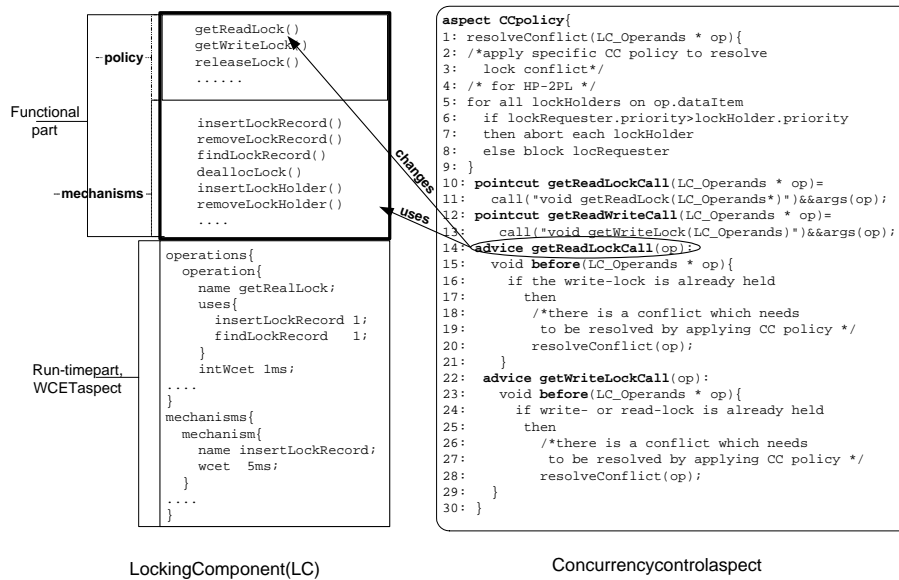 getReadLock()
getWriteLock()
releaseLock()
......
policy
Functional
part
insertLockRecord()
removeLockRecord()
findLockRecord()
deallocLock()
insertLockHolder()
removeLockHolder()
....
mechanisms
operations{
operation{
name getRealLock;
uses{
insertLockRecord 1;
findLockRecord   1;
}
intWcet 1ms;
....
}
mechanisms{
mechanism{
name insertLockRecord;
wcet  5ms;
}
....
}
Run-timepart,
WCETaspect
LockingComponent(LC)
changes
uses
aspect CCpolicy{
1: resolveConflict(LC_Operands * op){
2: /*apply specific CC policy to resolve
3:   lock conflict*/
4: /* for HP-2PL */
5: for all lockHolders on op.dataItem
6:   if lockRequester.priority>lockHolder.priority
7:   then abort each lockHolder
8:   else block locRequester
9: }
10: pointcut getReadLockCall(LC_Operands * op)=
11:   call("void getReadLock(LC_Operands*)")&&args(op);
12: pointcut getReadWriteCall(LC_Operands * op)=
13:   call("void getWriteLock(LC_Operands)")&&args(op);
14: advice getReadLockCall(op):
15:   void before(LC_Operands * op){
16:     if the write-lock is already held
17:       then
18:         /*there is a conflict which needs
19:          to be resolved by applying CC policy */
20:         resolveConflict(op);
21:     }
22:  advice getWriteLockCall(op):
23:    void before(LC_Operands * op){
24:      if write- or read-lock is already held
25:       then
26:         /*there is a conflict which needs
27:          to be resolved by applying CC policy */
28:         resolveConflict(op);
29:   }
30: }
Concurrencycontrolaspect